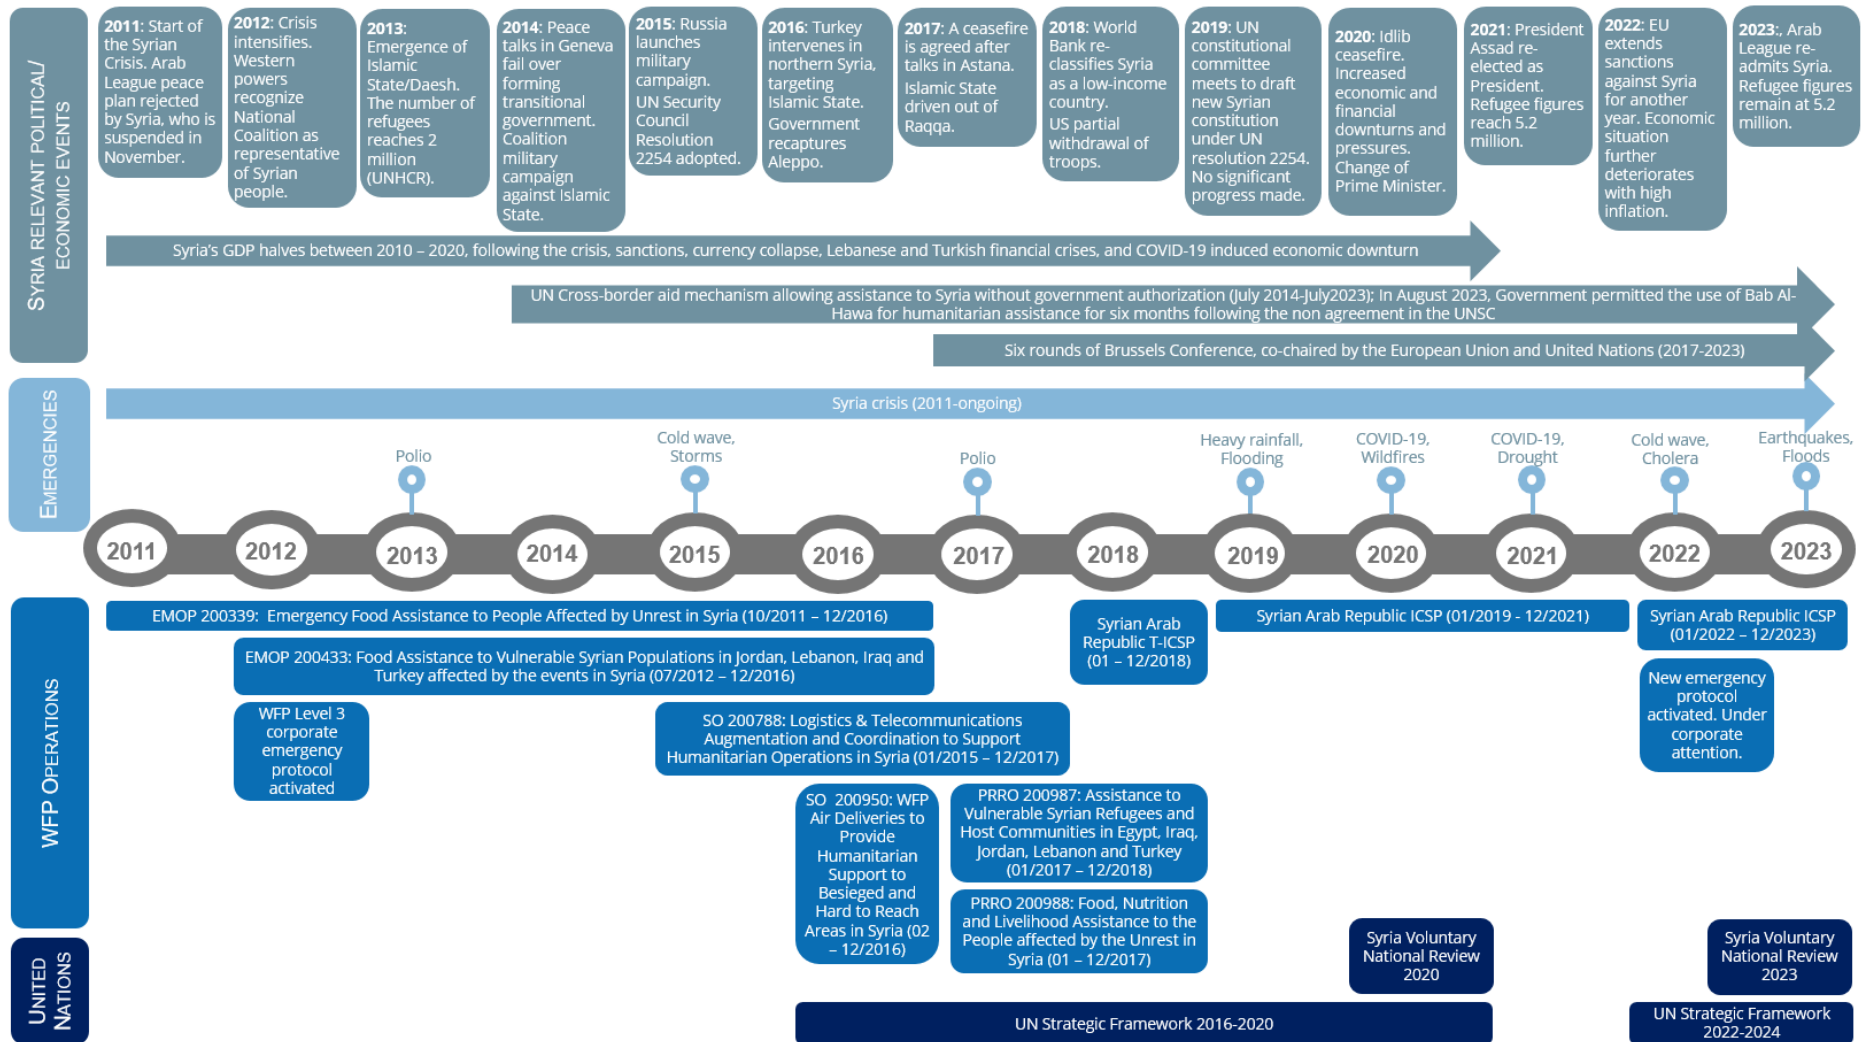 SYRIA RELEVANT POLITICAL/
ECONOMIC EVENTS
2011: Start of
the Syrian
Crisis. Arab
League peace
plan rejected
by Syria, who is
suspended in
November.
2012: Crisis
intensifies.
Western
powers
recognize
National
Coalition as
representative
of Syrian
people.
2013:
Emergence of
Islamic
State/Daesh.
The number of
refugees
reaches 2
million
(UNHCR).
2014: Peace
talks in Geneva
fail over
forming
transitional
government.
Coalition
military
campaign
against Islamic
State.
2015: Russia
launches
military
campaign.
UN Security
Council
Resolution
2254 adopted.
2016: Turkey
intervenes in
northern Syria,
targeting
Islamic State.
Government
recaptures
Aleppo.
2017: A ceasefire
is agreed after
talks in Astana.
Islamic State
driven out of
Raqqa.
2018: World
Bank re-
classifies Syria
as a low-income
country.
US partial
withdrawal of
troops.
2019: UN
constitutional
committee
meets to draft
new Syrian
constitution
under UN
resolution 2254.
No significant
progress made.
2020: Idlib
ceasefire.
Increased
economic and
financial
downturns and
pressures.
Change of
Prime Minister.
2021: President
Assad re-
elected as
President.
Refugee figures
reach 5.2
million.
2022: EU
extends
sanctions
against Syria
for another
year. Economic
situation
further
deteriorates
with high
inflation.
2023:, Arab
League re-
admits Syria.
Refugee figures
remain at 5.2
million.
Syria's GDP halves between 2010 – 2020, following the crisis, sanctions, currency collapse, Lebanese and Turkish financial crises, and COVID-19 induced economic downturn
UN Cross-border aid mechanism allowing assistance to Syria without government authorization (July 2014-July2023); In August 2023, Government permitted the use of Bab Al-
Hawa for humanitarian assistance for six months following the non agreement in the UNSC
Six rounds of Brussels Conference, co-chaired by the European Union and United Nations (2017-2023)
EMERGENCIES
Syria crisis (2011-ongoing)
Polio
Cold wave,
Storms
Polio
Heavy rainfall,
Flooding
COVID-19,
Wildfires
COVID-19,
Drought
Cold wave,
Cholera
Earthquakes,
Floods
2011
2012
2013
2014
2015
2016
2017
2018
2019
2020
2021
2022
2023
WFP OPERATIONS
EMOP 200339: Emergency Food Assistance to People Affected by Unrest in Syria (10/2011 – 12/2016)
EMOP 200433: Food Assistance to Vulnerable Syrian Populations in Jordan, Lebanon, Iraq and
Turkey affected by the events in Syria (07/2012 – 12/2016)
WFP Level 3
corporate
emergency
protocol
activated
SO 200788: Logistics & Telecommunications
Augmentation and Coordination to Support
Humanitarian Operations in Syria (01/2015 – 12/2017)
SO 200950: WFP
Air Deliveries to
Provide
Humanitarian
Support to
Besieged and
Hard to Reach
Areas in Syria (02
– 12/2016)
PRRO 200987: Assistance to
Vulnerable Syrian Refugees and
Host Communities in Egypt, Iraq,
Jordan, Lebanon and Turkey
(01/2017 – 12/2018)
PRRO 200988: Food, Nutrition
and Livelihood Assistance to the
People affected by the Unrest in
Syria (01 – 12/2017)
Syrian Arab
Republic T-ICSP
(01 – 12/2018)
Syrian Arab Republic ICSP (01/2019 - 12/2021)
Syrian Arab Republic ICSP
(01/2022 – 12/2023)
New emergency
protocol
activated. Under
corporate
attention.
UNITED
NATIONS
Syria Voluntary
National Review
2020
Syria Voluntary
National Review
2023
UN Strategic Framework 2016-2020
UN Strategic Framework
2022-2024